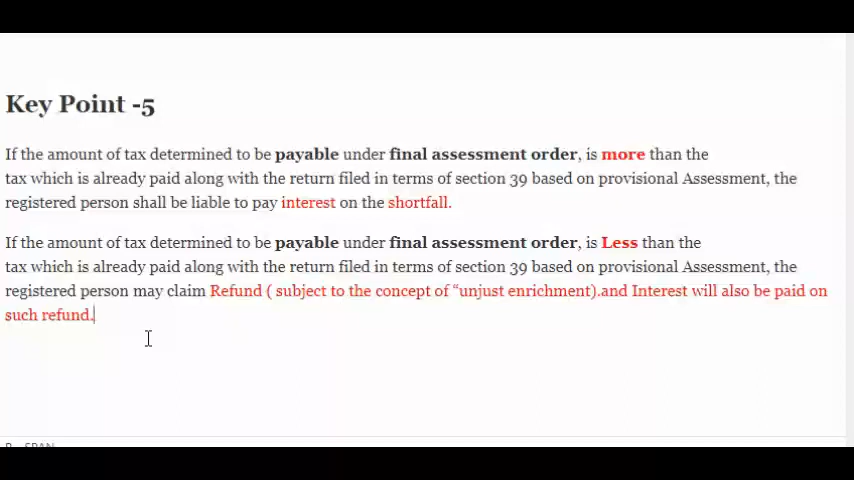 Key Point -5
If the amount of tax determined to be payable under final assessment order, is more than the
tax which is already paid along with the return filed in terms of section 39 based on provisional Assessment, the
registered person shall be liable to pay interest on the shortfall.
If the amount of tax determined to be payable under final assessment order, is Less than the
tax which is already paid along with the return filed in terms of section 39 based on provisional Assessment, the
registered person may claim Refund ( subject to the concept of “unjust enrichment).and Interest will also be paid on
such refund.